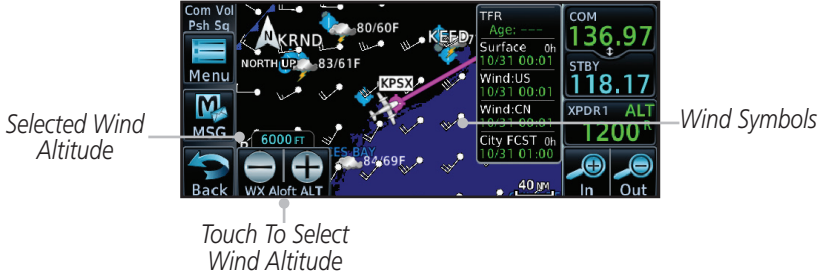 Com Vol
Psh Sq
Menu
MSG
Back
N
KRND
NORTH UP
80/60F
83/61F
KEFD
KPSX
6000 FT
WX Aloft ALT
ES BAY
84/69F
40 NM
TFR
Age: ---
Surface 0h
10/31 00:01
Wind:US
10/31 00:01
Wind:CN
10/31 00:01
City FCST 0h
10/31 01:00
COM
136.97
STBY
118.17
XPDR1 ALT
1200 R
In
Out
Selected Wind
Altitude
Wind Symbols
Touch To Select
Wind Altitude